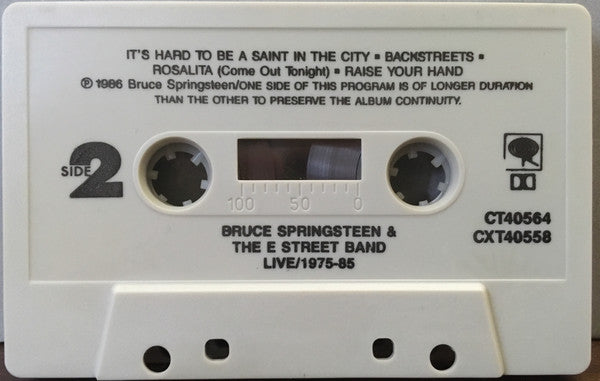 IT'S HARD TO BE A SAINT IN THE CITY ▪ BACKSTREETS ▪
ROSALITA (Come Out Tonight) ▪ RAISE YOUR HAND
℗ 1986 Bruce Springsteen/ONE SIDE OF THIS PROGRAM IS OF LONGER DURATION
THAN THE OTHER TO PRESERVE THE ALBUM CONTINUITY.
SIDE 2
100 50 0
BRUCE SPRINGSTEEN &
THE E STREET BAND
LIVE/1975-85
CT40564
CXT40558